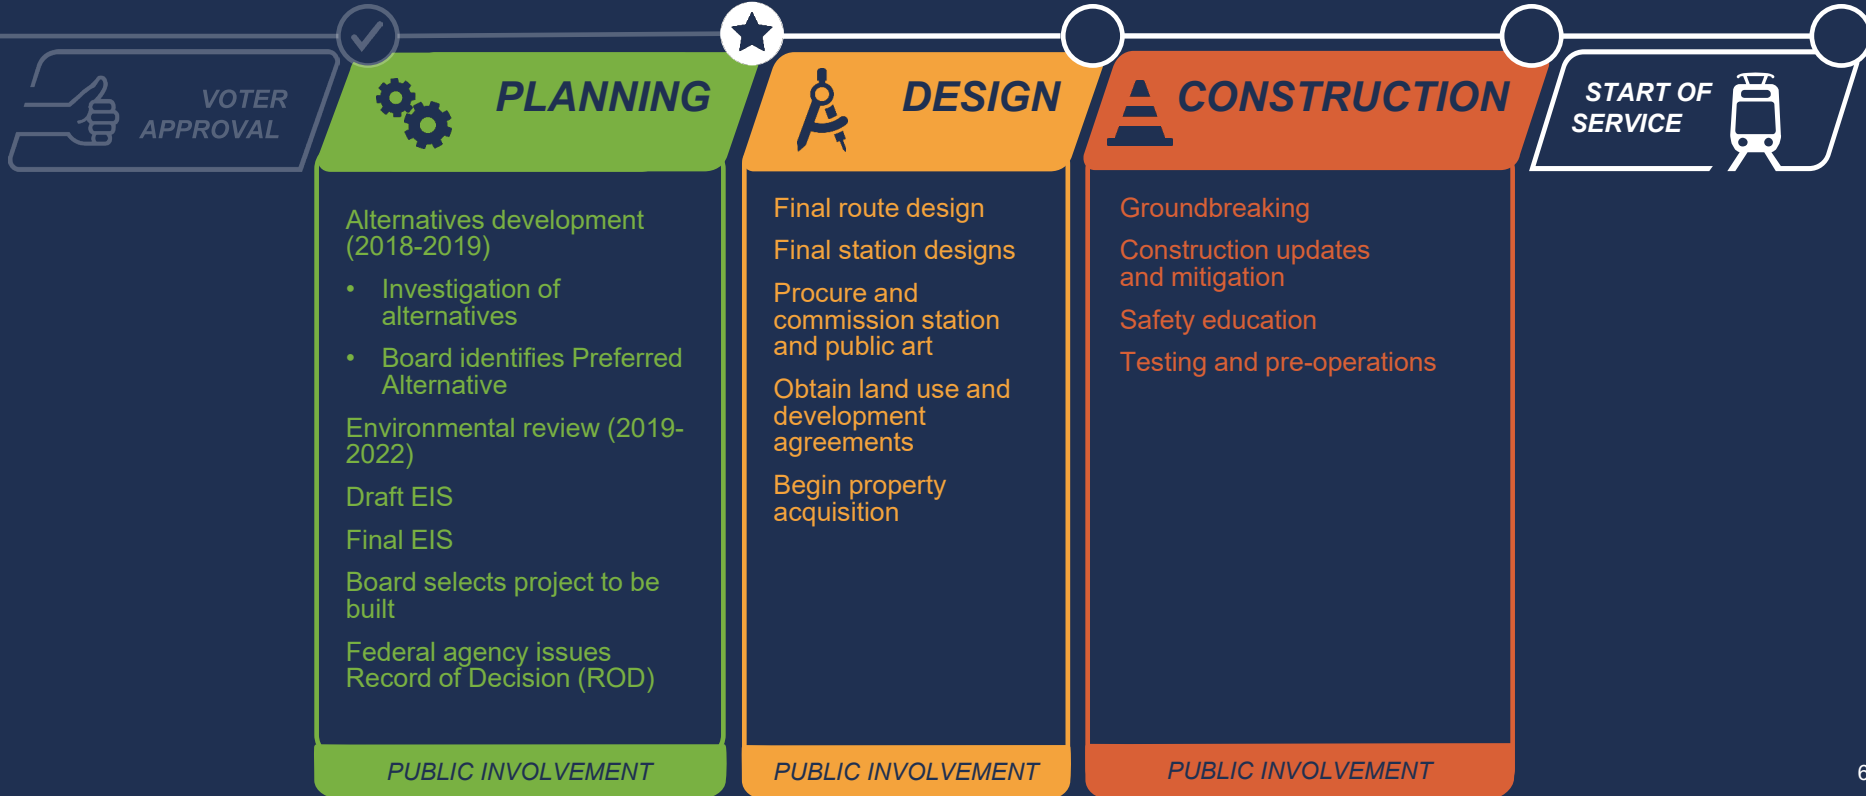 VOTER
APPROVAL
PLANNING
Alternatives development
(2018-2019)
• Investigation of
alternatives
• Board identifies Preferred
Alternative
Environmental review (2019-
2022)
Draft EIS
Final EIS
Board selects project to be
built
Federal agency issues
Record of Decision (ROD)
PUBLIC INVOLVEMENT
DESIGN
Final route design
Final station designs
Procure and
commission station
and public art
Obtain land use and
development
agreements
Begin property
acquisition
PUBLIC INVOLVEMENT
CONSTRUCTION
Groundbreaking
Construction updates
and mitigation
Safety education
Testing and pre-operations
PUBLIC INVOLVEMENT
START OF
SERVICE
6